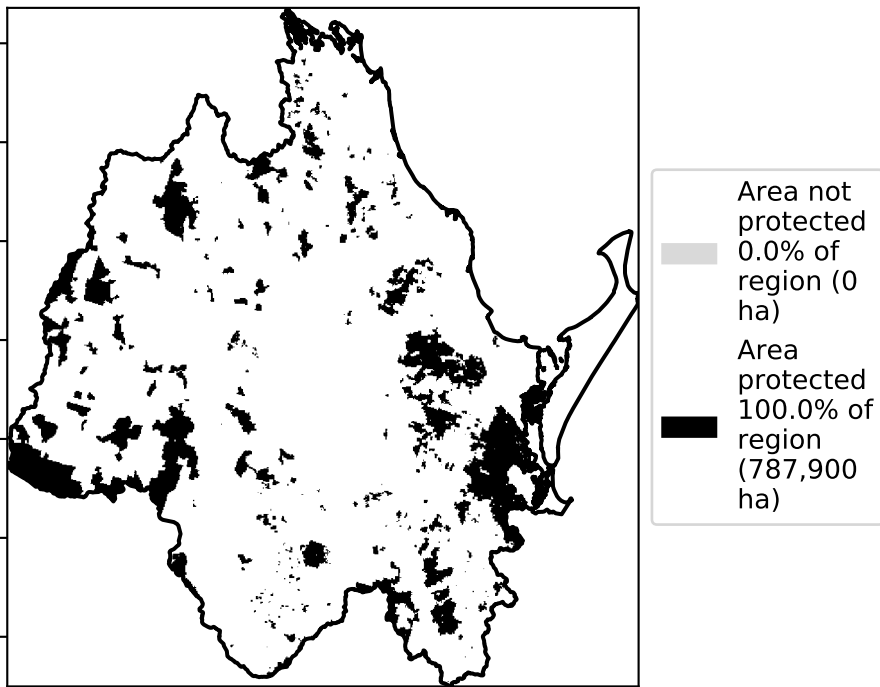 Area not
protected
0.0% of
region (0
ha)
Area
protected
100.0% of
region
(787,900
ha)